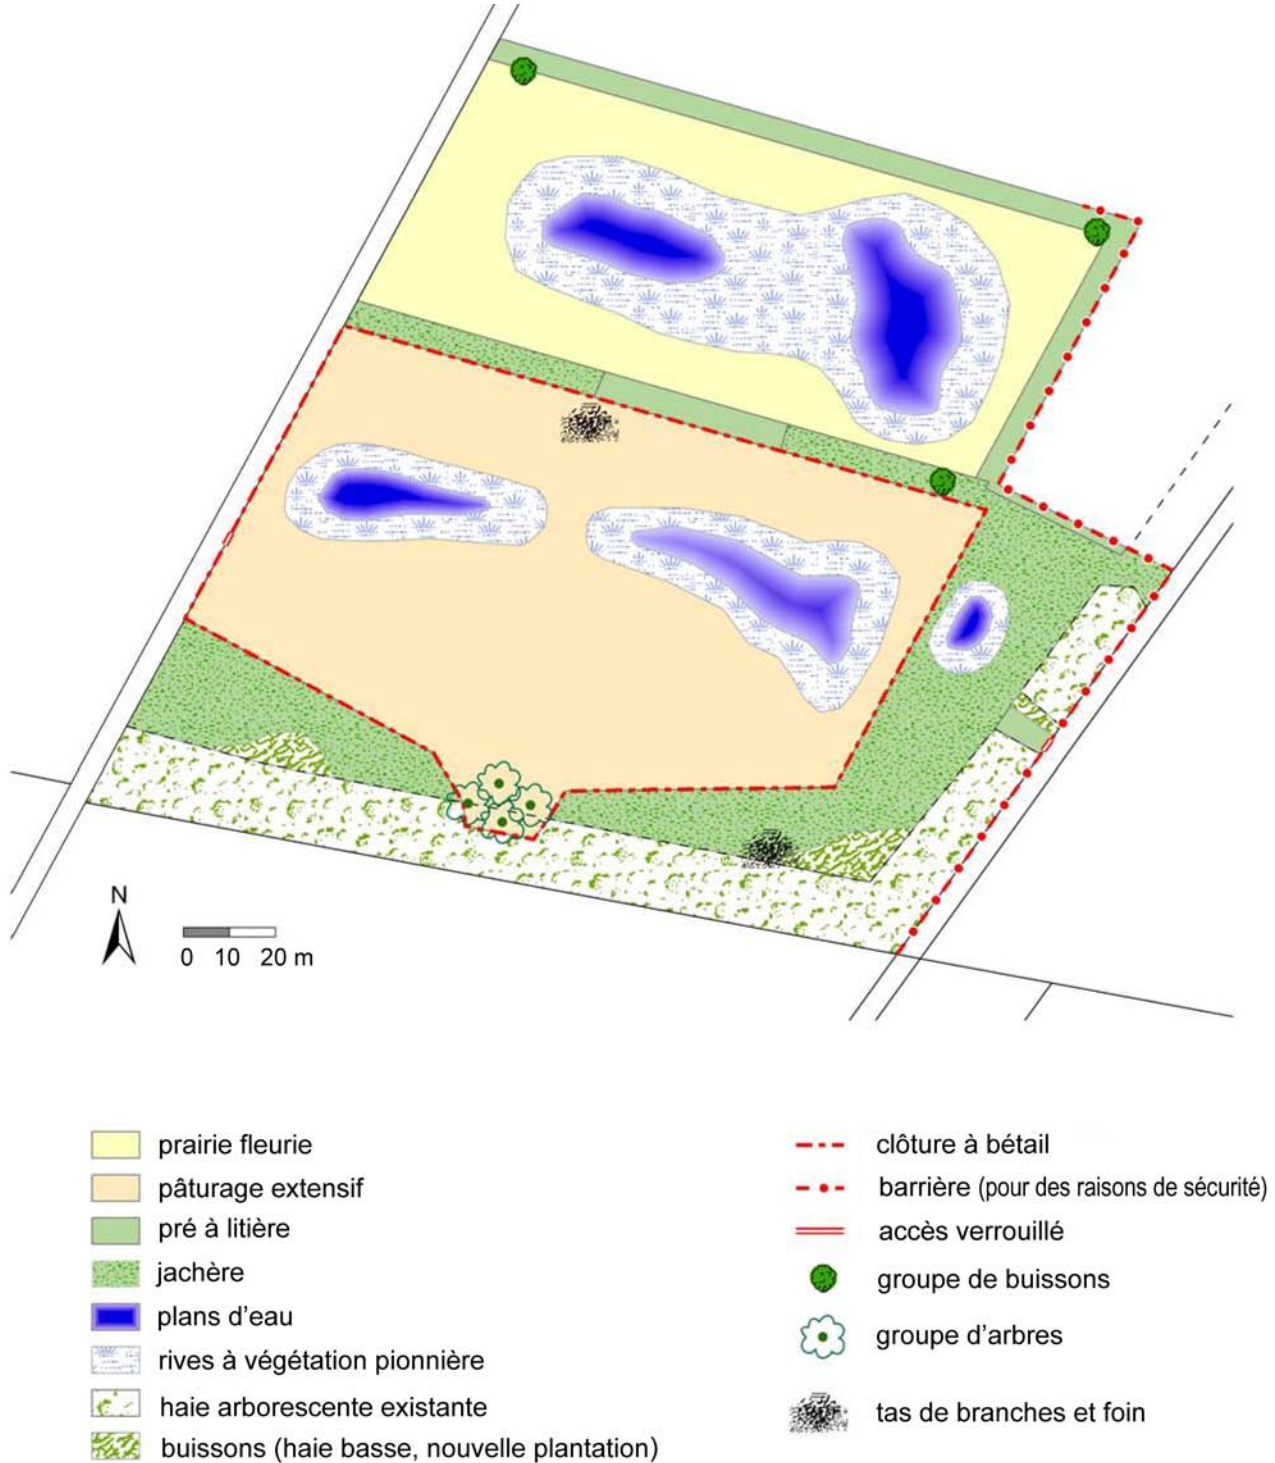 N
0 10 20 m
prairie fleurie
pâturage extensif
pré à litière
jachère
plans d'eau
rives à végétation pionnière
haie arborescente existante
buissons (haie basse, nouvelle plantation)
clôture à bétail
barrière (pour des raisons de sécurité)
accès verrouillé
groupe de buissons
groupe d'arbres
tas de branches et foin